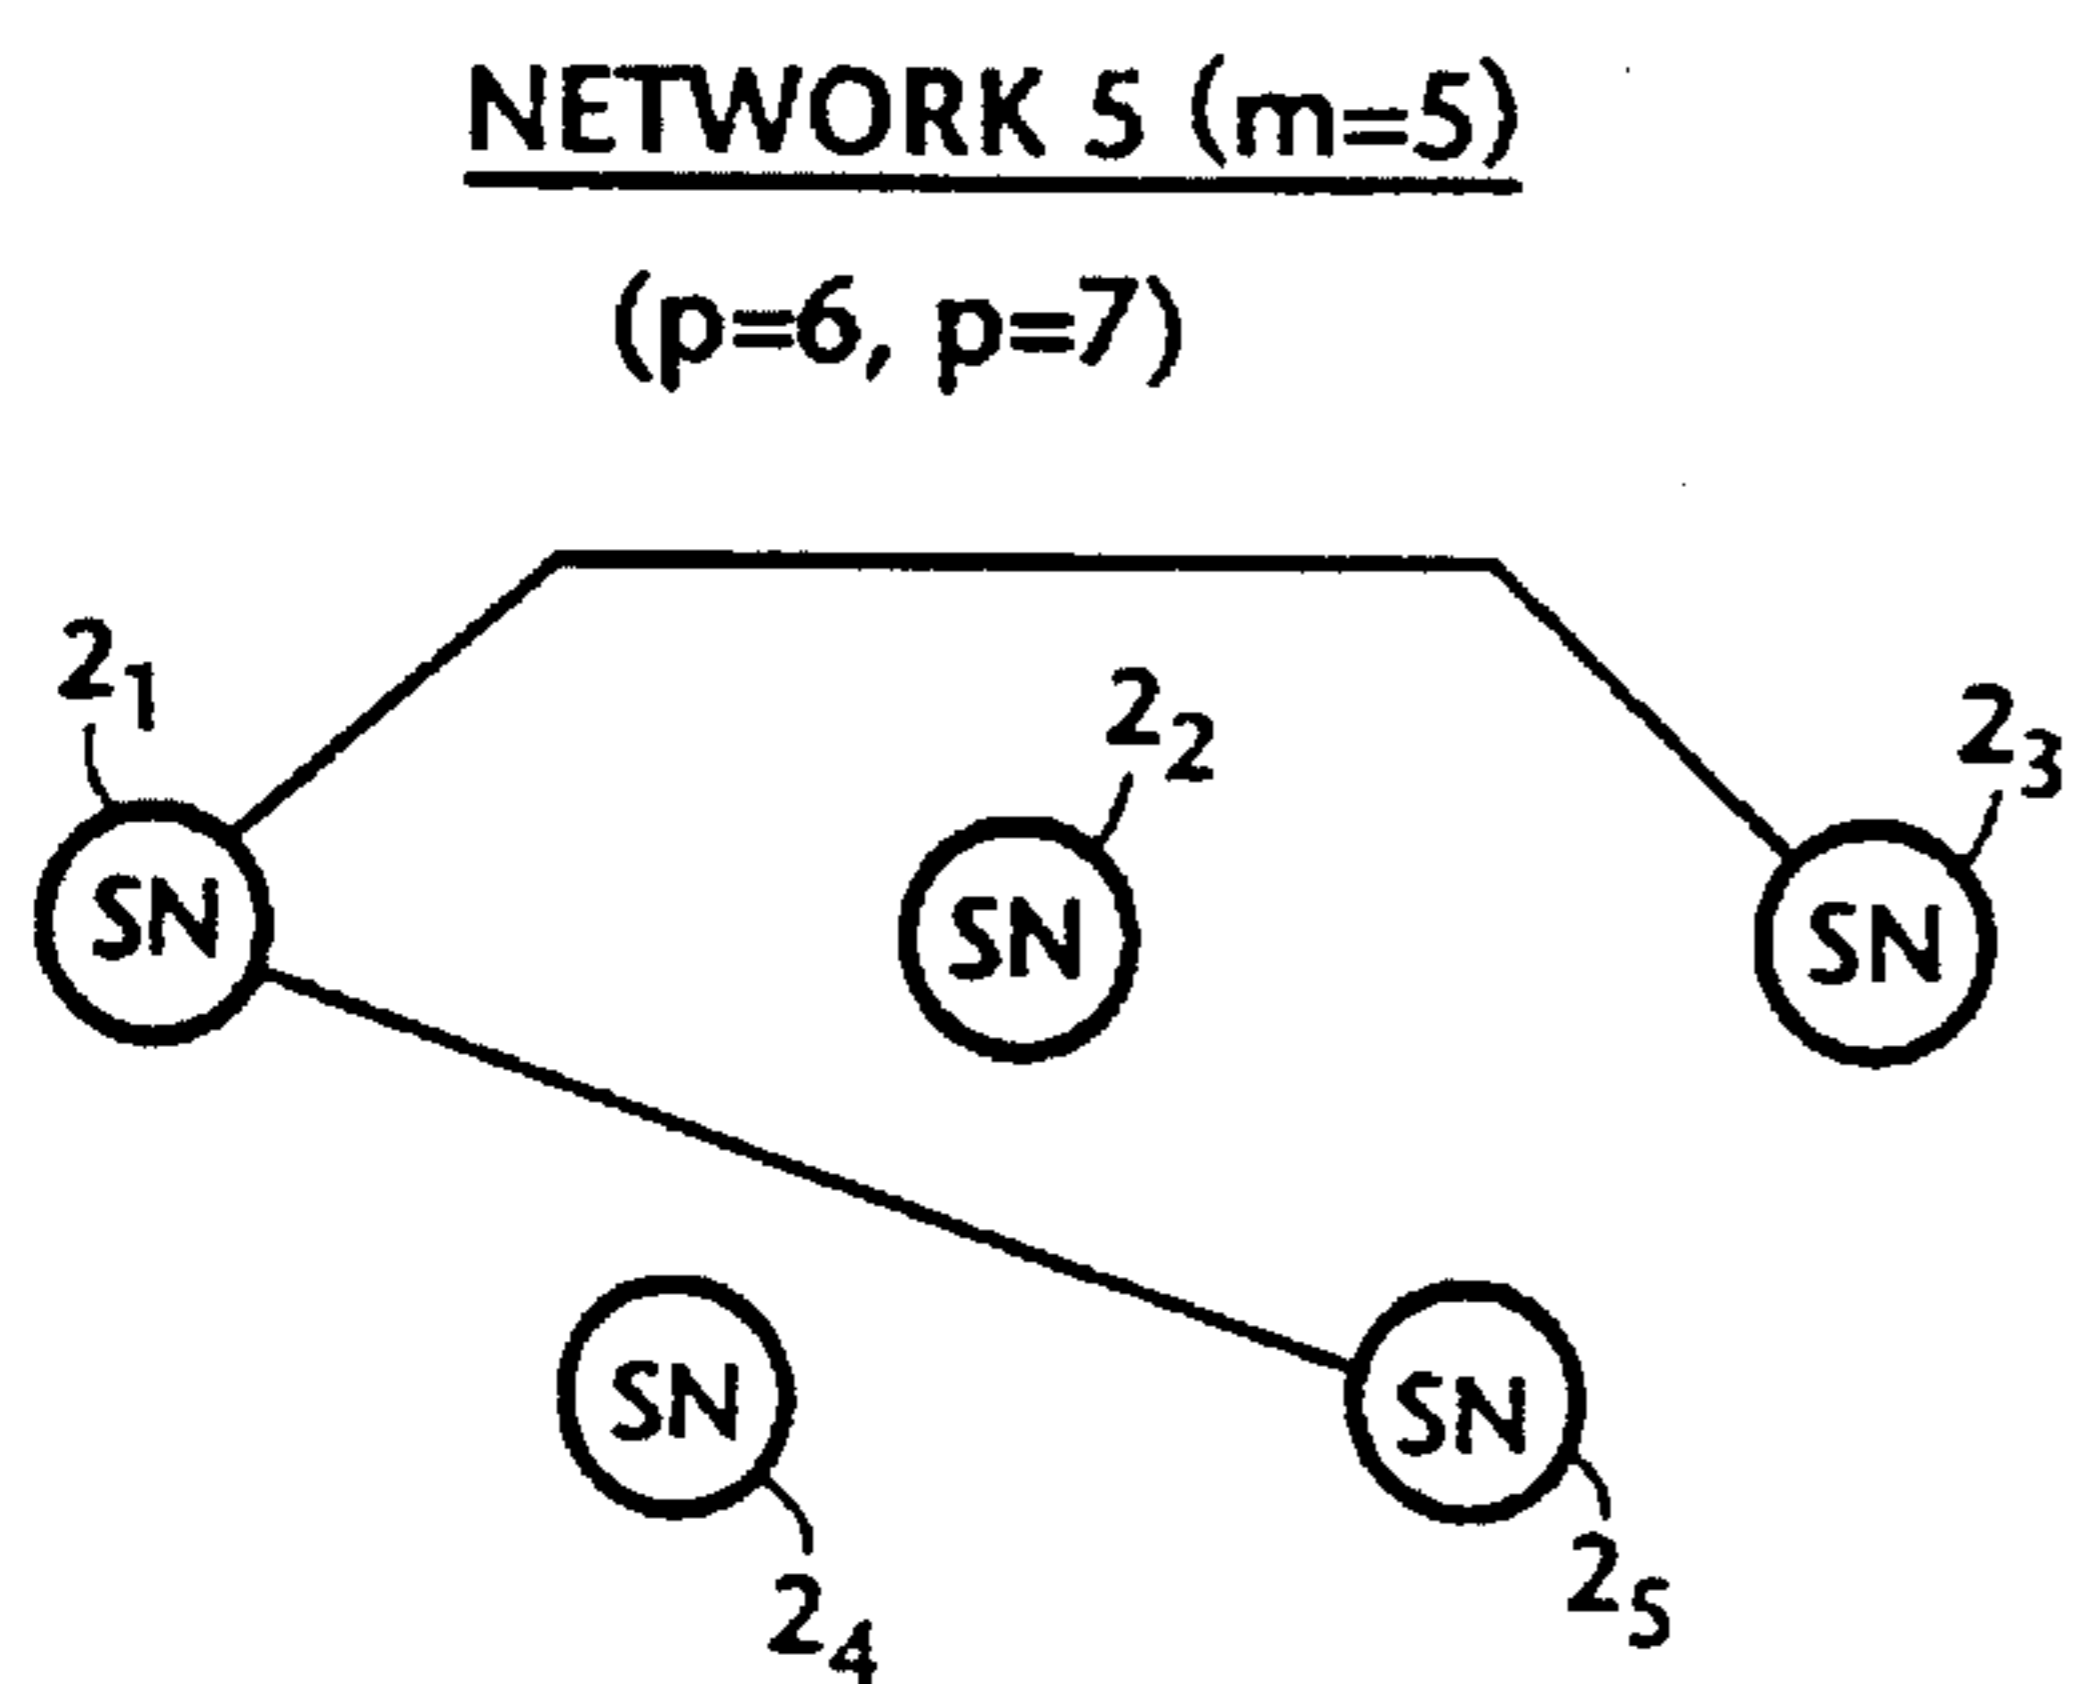 NETWORK 5 (m=5)
(p=6, p=7)
2₁
2₂
2₃
SN
SN
SN
SN
SN
2₄
2₅